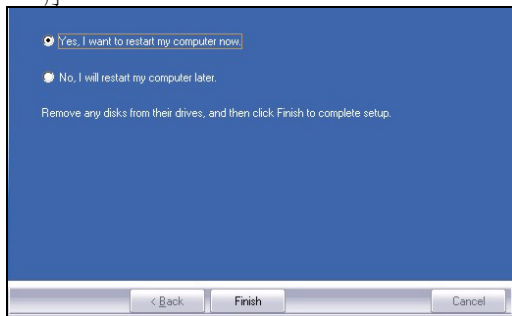 Yes, I want to restart my computer now.
No, I will restart my computer later.
Remove any disks from their drives, and then click Finish to complete setup.
< Back Finish Cancel